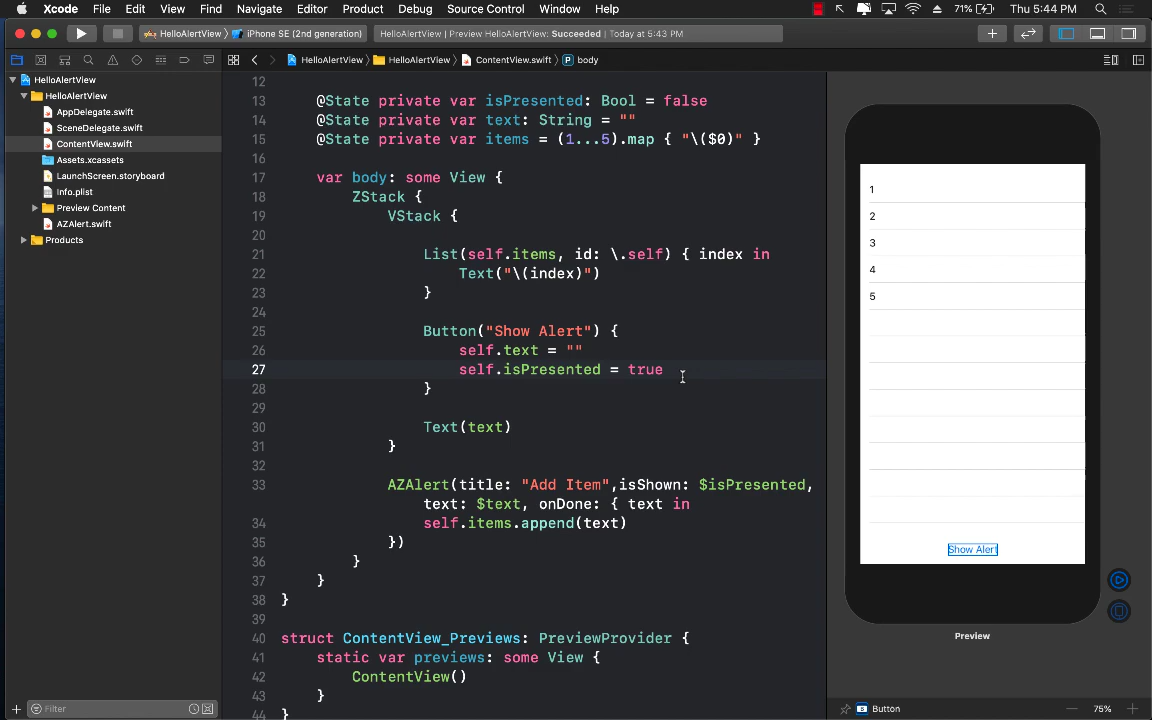 Xcode File Edit View Find Navigate Editor Product Debug Source Control Window Help 71% Thu 5:44 PM
HelloAlertView iPhone SE (2nd generation) HelloAlertView | Preview HelloAlertView: Succeeded | Today at 5:43 PM
HelloAlertView HelloAlertView ContentView.swift body
HelloAlertView
HelloAlertView
AppDelegate.swift
SceneDelegate.swift
ContentView.swift
Assets.xcassets
LaunchScreen.storyboard
Info.plist
Preview Content
AZAlert.swift
Products
Filter
12
13 @State private var isPresented: Bool = false
14 @State private var text: String = ""
15 @State private var items = (1...5).map { "\($0)" }
16
17 var body: some View {
18 ZStack {
19 VStack {
20
21 List(self.items, id: \.self) { index in
22 Text("\(index)")
23 }
24
25 Button("Show Alert") {
26 self.text = ""
27 self.isPresented = true
28 }
29
30 Text(text)
31 }
32
33 AZAlert(title: "Add Item",isShown: $isPresented,
text: $text, onDone: { text in
34 self.items.append(text)
35 })
36 }
37 }
38 }
39
40 struct ContentView_Previews: PreviewProvider {
41 static var previews: some View {
42 ContentView()
43 }
44 }
1
2
3
4
5
Show Alert
Preview
Button 75%